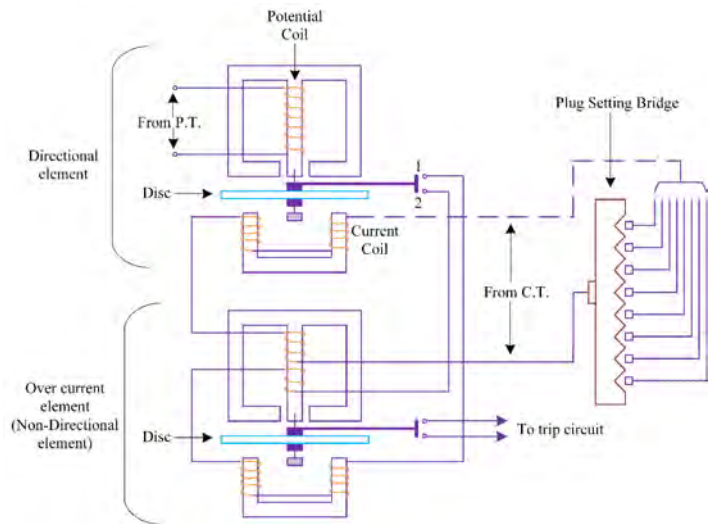 Potential
Coil
Plug Setting Bridge
From P.T.
Directional
element
1
Disc
2
Current
Coil
From C.T.
Over current
element
(Non-Directional
element)
Disc
To trip circuit